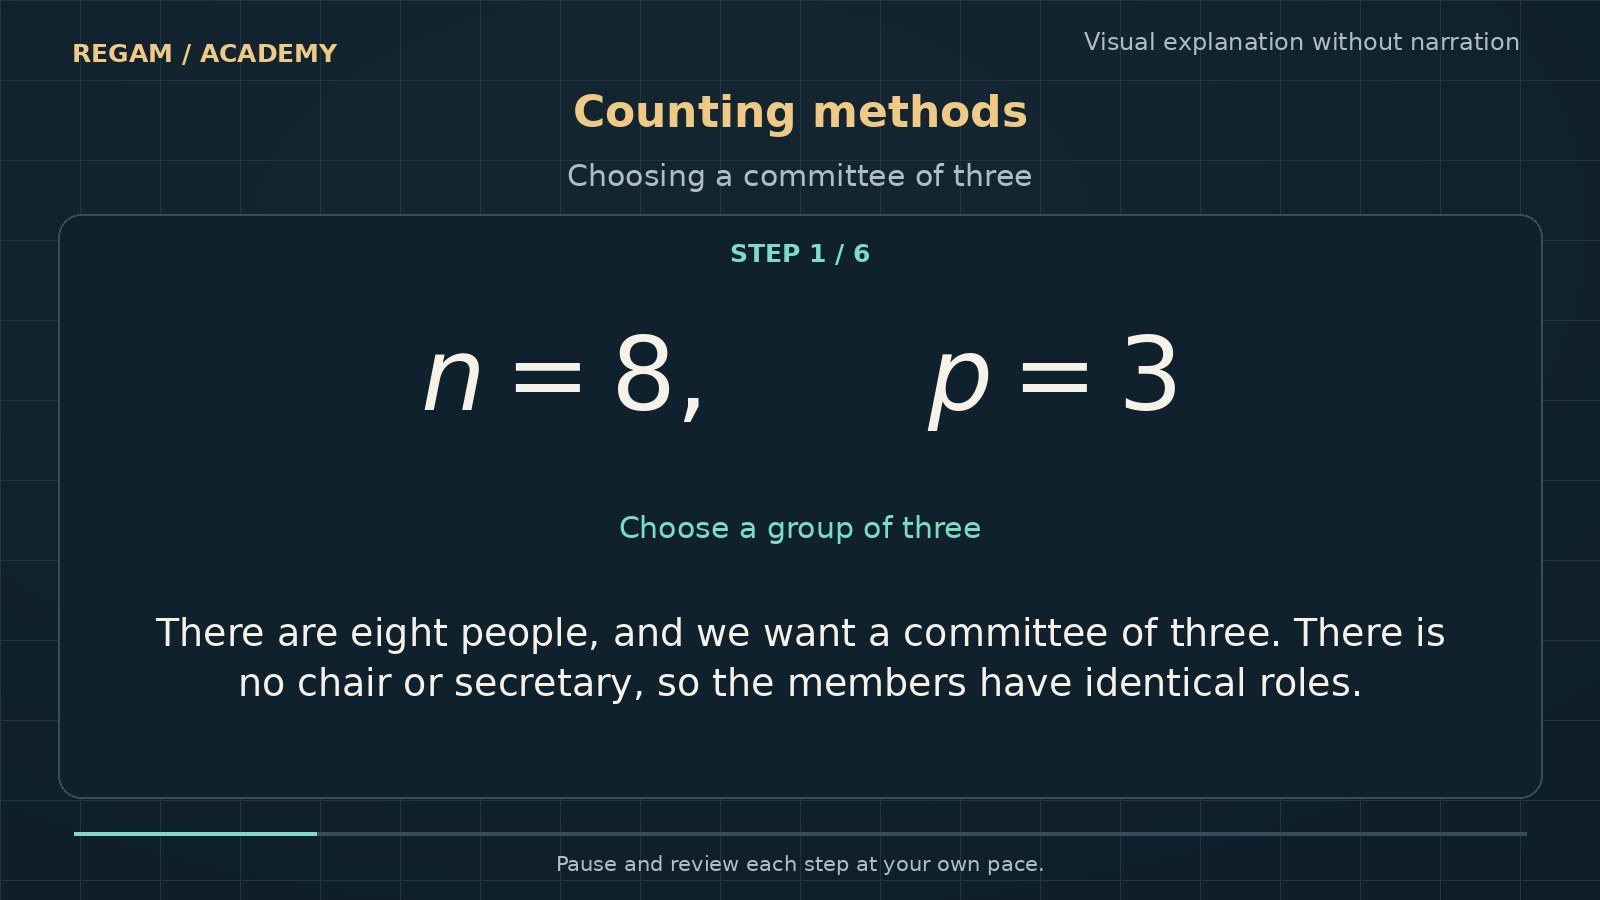 REGAM / ACADEMY
Visual explanation without narration
Counting methods
Choosing a committee of three
STEP 1 / 6
n = 8, p = 3
Choose a group of three
There are eight people, and we want a committee of three. There is
no chair or secretary, so the members have identical roles.
Pause and review each step at your own pace.